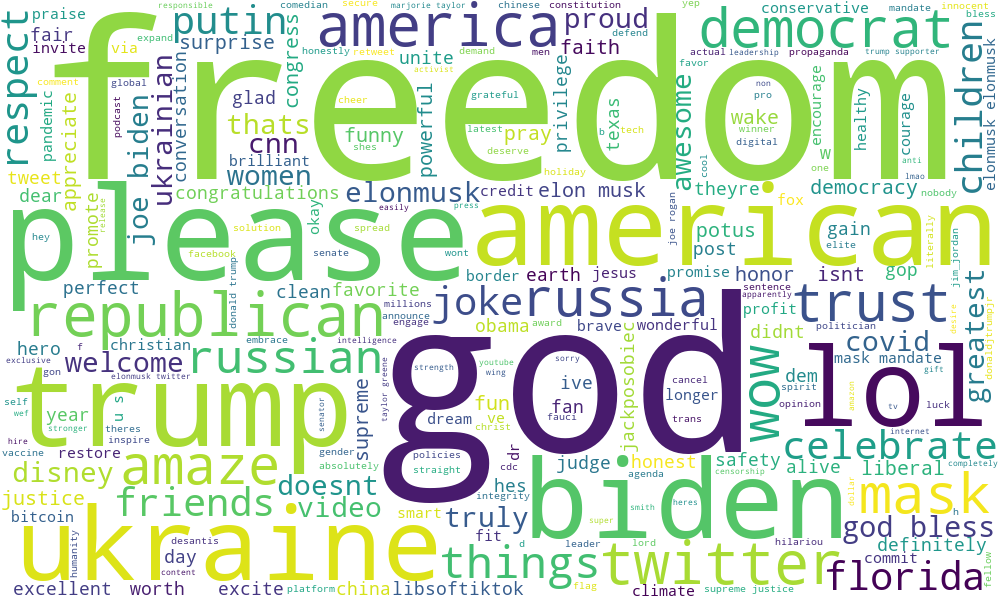 praise
responsible
comedian
secure
marjorie taylor
chinese
constitution
yep
conservative
mandate
innocent
bless
fair
putin
america
proud
democrat
invite
via
expand
surprise
honestly
retweet
demand
men
defend
faith
actual
leadership
propaganda
trump supporter
respect
freedom
unite
favor
non
pro
comment
global
activist
cheer
grateful
pandemic
appreciate
podcast
joe biden
conversation
ukrainian
congress
glad
powerful
privilege
texas
awesome
wake
winner
digital
encourage
healthy
courage
children
elonmusk elonmusk
thats
cnn
funny
shes
latest
deserve
pray
b
tech
w
one
anti
cool
lmao
brilliant
women
tweet
dear
congratulations
elonmusk
credit
elon musk
holiday
theyre
democracy
nobody
okay
easily
press
fox
promote
release
hey
please
american
solution
spread
facebook
senate
wont
joe rogan
potus
post
gain
elite
literally
jim jordan
perfect
clean
favorite
border
earth
jesus
promise
honor
isnt
gop
donald trump
millions
announce
engage
joke
russia
sentence
apparently
profit
trust
greatest
donaldtrumpjr
desire
republican
hero
christian
embrace
intelligence
obama
award
brave
wonderful
didnt
politician
covid
f
exclusive
gon
welcome
russian
elonmusk twitter
taylor greene
youtube
wing
sorry
god
cancel
trans
longer
wow
dem
spirit
opinion
mask mandate
gift
lol
luck
tv
amazon
internet
self
wef
year
stronger
u s
theres
inspire
trump
senator
supreme
strength
dream
fun
ve
christ
ive
fan
fauci
jackposobiec
hire
vaccine
restore
gender
absolutely
policies
straight
cdc
dr
judge
agenda
honest
safety
censorship
alive
liberal
celebrate
completely
disney
amaze
doesnt
hes
integrity
justice
friends
video
smart
truly
biden
smith
heres
super
dollar
mask
h
bitcoin
ukraine
desantis
day
humanity
content
fit
d
leader
lord
hilariou
god bless
definitely
commit
fellow
things
twitter
florida
excellent
worth
excite
platform
china
libsoftiktok
flag
climate
supreme justice